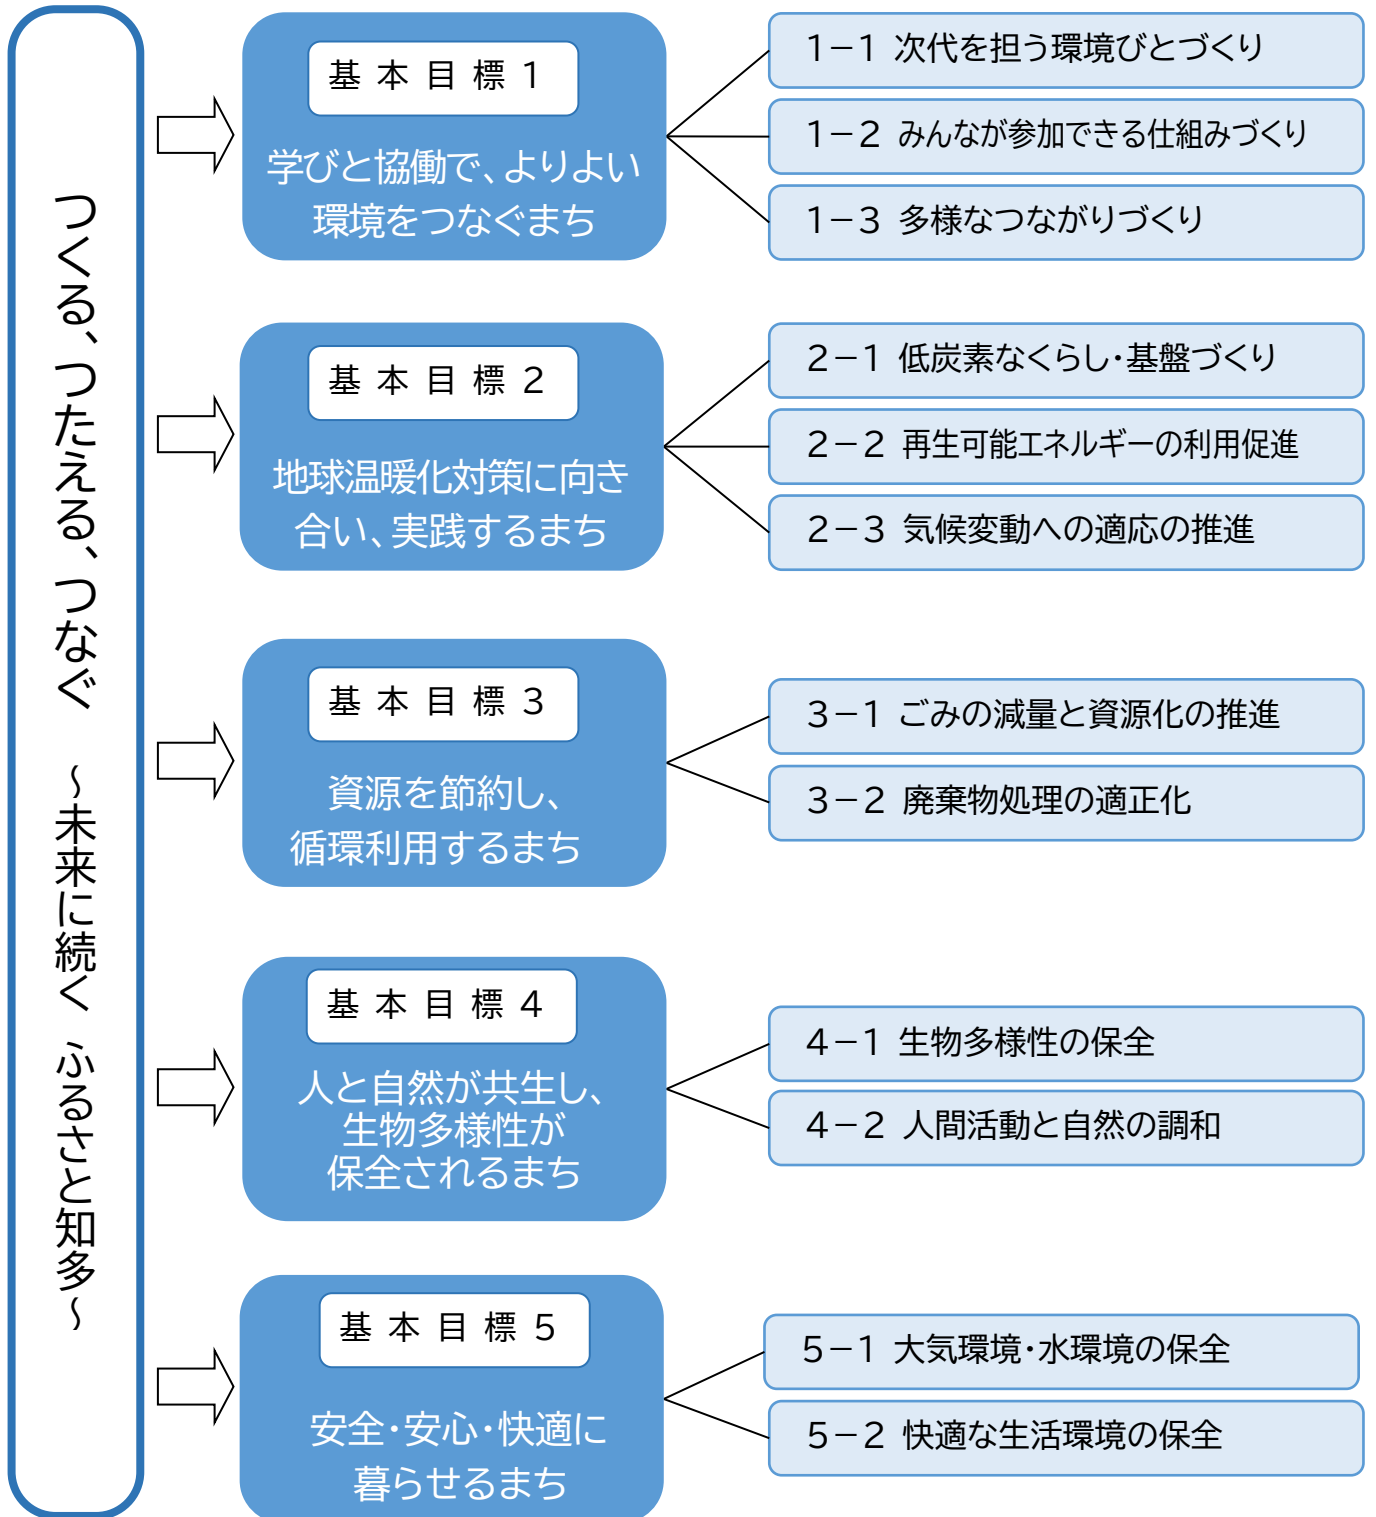 つくる、つたえる、つなぐ　～未来に続く ふるさと知多～
基本目標１
学びと協働で、よりよい
環境をつなぐまち
１－１ 次代を担う環境びとづくり
１－２ みんなが参加できる仕組みづくり
１－３ 多様なつながりづくり
基本目標２
地球温暖化対策に向き
合い、実践するまち
２－１ 低炭素なくらし・基盤づくり
２－２ 再生可能エネルギーの利用促進
２－３ 気候変動への適応の推進
基本目標３
資源を節約し、
循環利用するまち
３－１ ごみの減量と資源化の推進
３－２ 廃棄物処理の適正化
基本目標４
人と自然が共生し、
生物多様性が
保全されるまち
４－１ 生物多様性の保全
４－２ 人間活動と自然の調和
基本目標５
安全・安心・快適に
暮らせるまち
５－１ 大気環境・水環境の保全
５－２ 快適な生活環境の保全